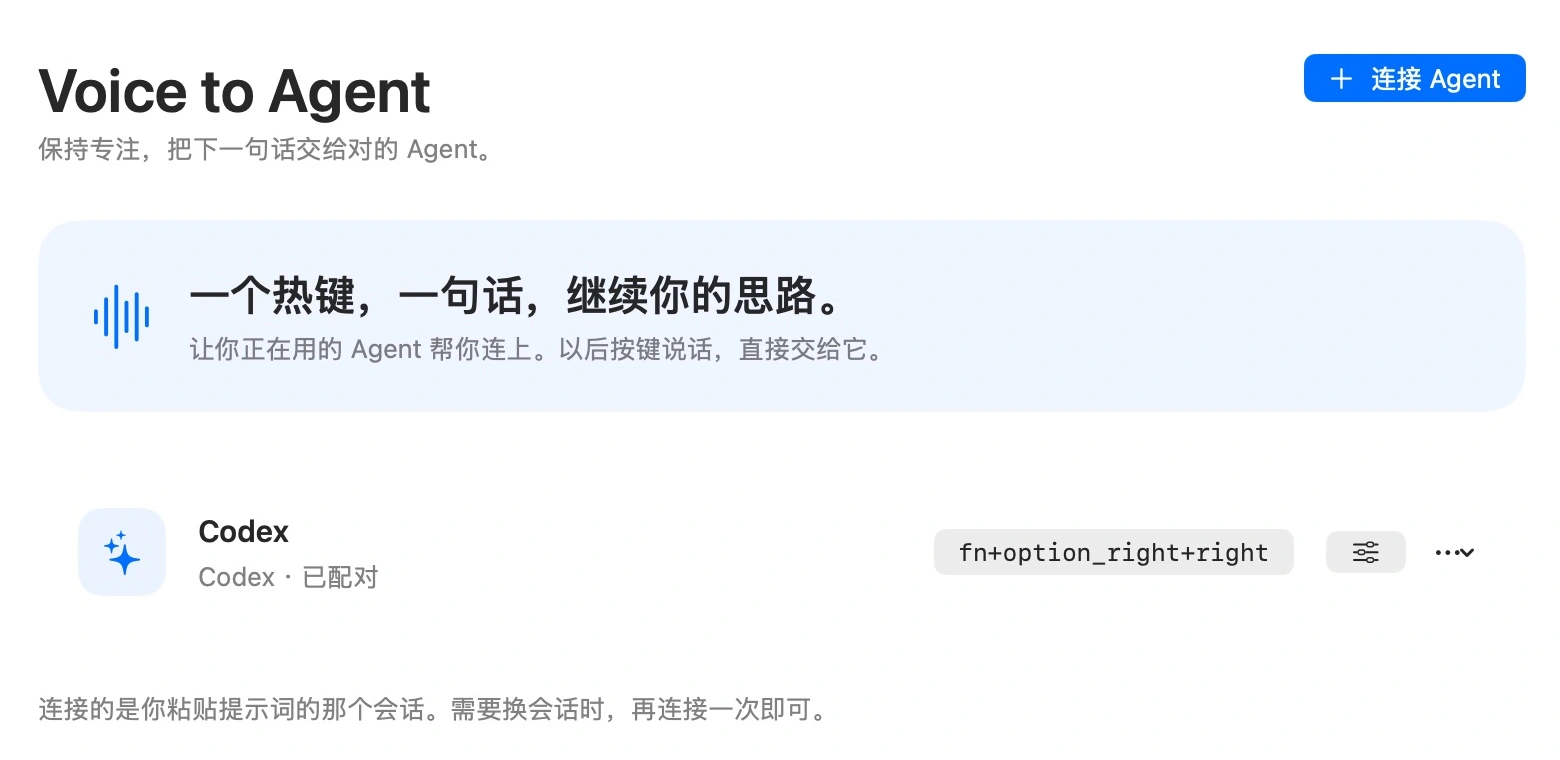 Voice to Agent
+ 连接 Agent
保持专注，把下一句话交给对的 Agent。
一个热键，一句话，继续你的思路。
让你正在用的 Agent 帮你连上。以后按键说话，直接交给它。
Codex
Codex · 已配对
fn+option_right+right
连接的是你粘贴提示词的那个会话。需要换会话时，再连接一次即可。